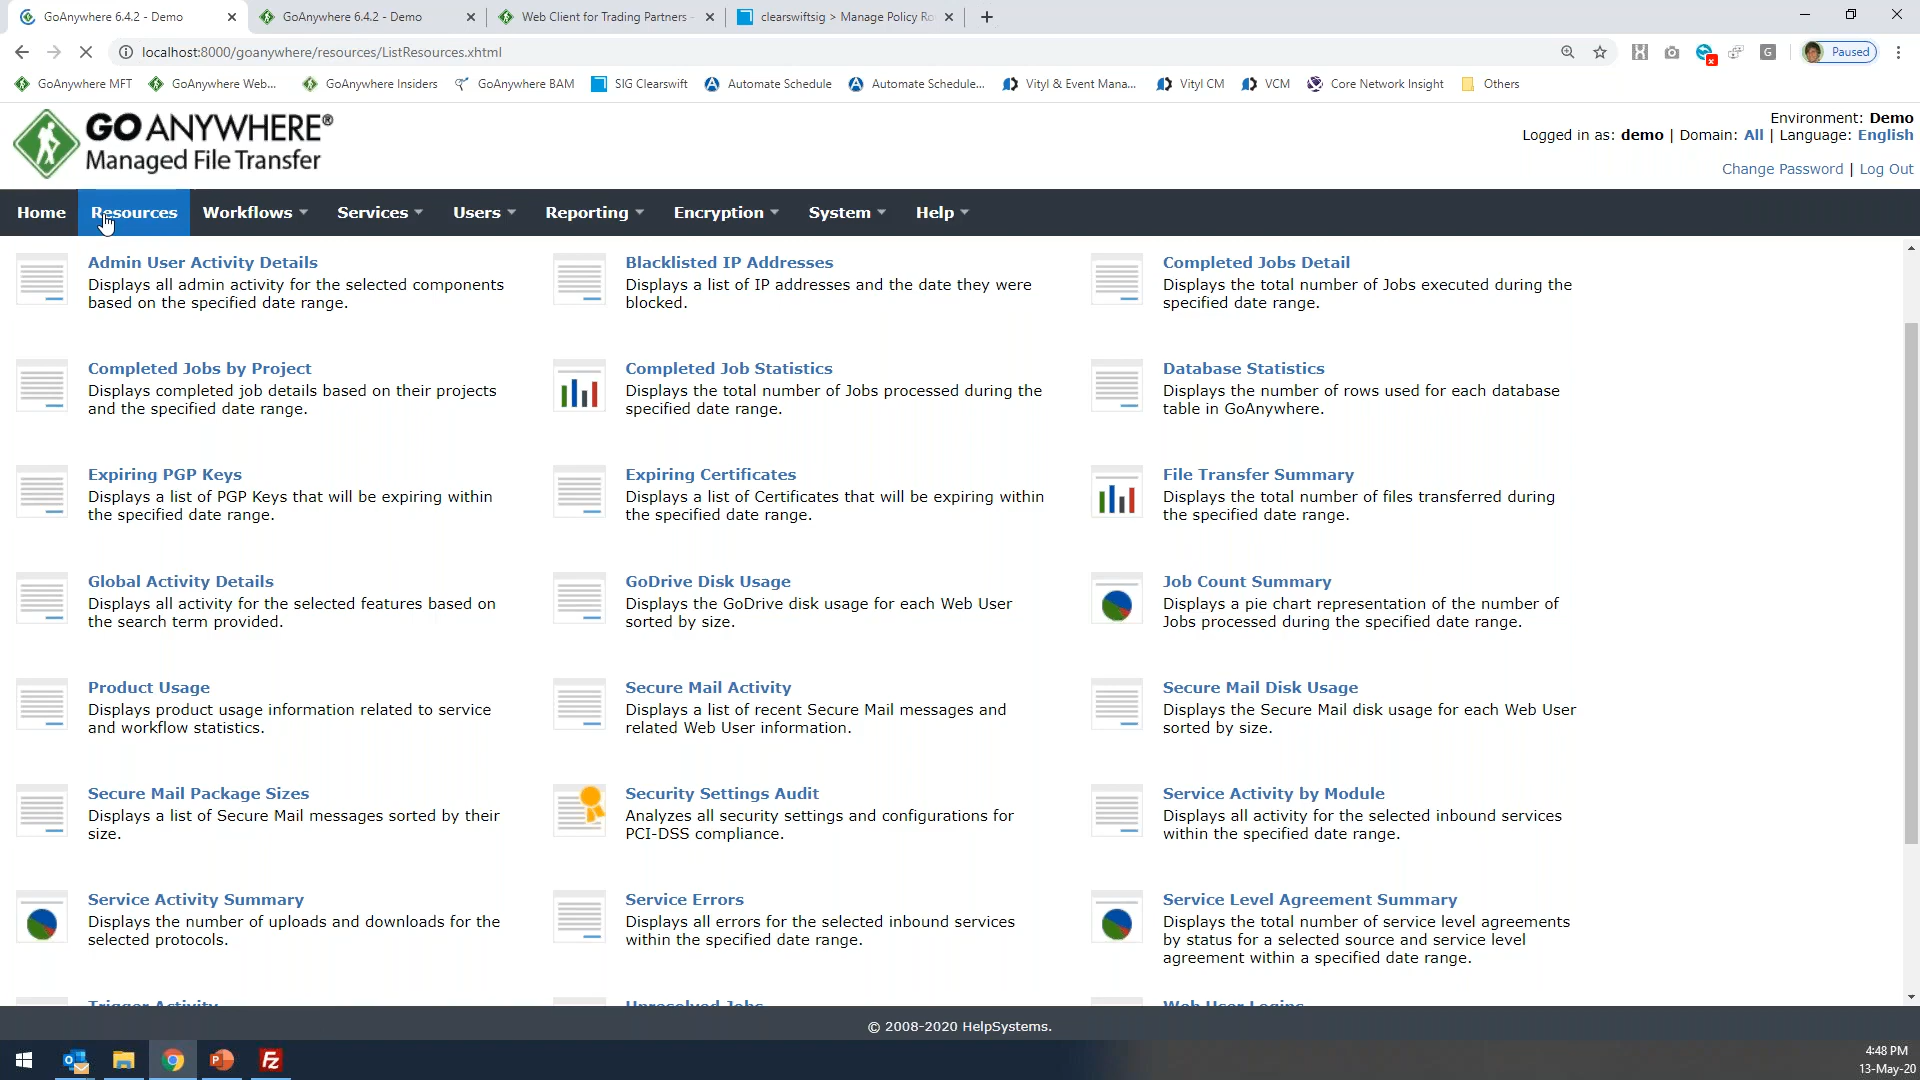 GoAnywhere 6.4.2 - Demo
GoAnywhere 6.4.2 - Demo
Web Client for Trading Partners -
clearswiftsig > Manage Policy Ro
localhost:8000/goanywhere/resources/ListResources.xhtml
Paused
GoAnywhere MFT
GoAnywhere Web...
GoAnywhere Insiders
GoAnywhere BAM
SIG Clearswift
Automate Schedule
Automate Schedule...
Vityl & Event Mana...
Vityl CM
VCM
Core Network Insight
Others
GO ANYWHERE®
Managed File Transfer
Environment: Demo
Logged in as: demo | Domain: All | Language: English
Change Password | Log Out
Home Resources Workflows Services Users Reporting Encryption System Help
Admin User Activity Details
Displays all admin activity for the selected components
based on the specified date range.
Blacklisted IP Addresses
Displays a list of IP addresses and the date they were
blocked.
Completed Jobs Detail
Displays the total number of Jobs executed during the
specified date range.
Completed Jobs by Project
Displays completed job details based on their projects
and the specified date range.
Completed Job Statistics
Displays the total number of Jobs processed during the
specified date range.
Database Statistics
Displays the number of rows used for each database
table in GoAnywhere.
Expiring PGP Keys
Displays a list of PGP Keys that will be expiring within
the specified date range.
Expiring Certificates
Displays a list of Certificates that will be expiring within
the specified date range.
File Transfer Summary
Displays the total number of files transferred during
the specified date range.
Global Activity Details
Displays all activity for the selected features based on
the search term provided.
GoDrive Disk Usage
Displays the GoDrive disk usage for each Web User
sorted by size.
Job Count Summary
Displays a pie chart representation of the number of
Jobs processed during the specified date range.
Product Usage
Displays product usage information related to service
and workflow statistics.
Secure Mail Activity
Displays a list of recent Secure Mail messages and
related Web User information.
Secure Mail Disk Usage
Displays the Secure Mail disk usage for each Web User
sorted by size.
Secure Mail Package Sizes
Displays a list of Secure Mail messages sorted by their
size.
Security Settings Audit
Analyzes all security settings and configurations for
PCI-DSS compliance.
Service Activity by Module
Displays all activity for the selected inbound services
within the specified date range.
Service Activity Summary
Displays the number of uploads and downloads for the
selected protocols.
Service Errors
Displays all errors for the selected inbound services
within the specified date range.
Service Level Agreement Summary
Displays the total number of service level agreements
by status for a selected source and service level
agreement within a specified date range.
Trigger Activity
Unresolved Jobs
Web User Logins
© 2008-2020 HelpSystems.
4:48 PM
13-May-20